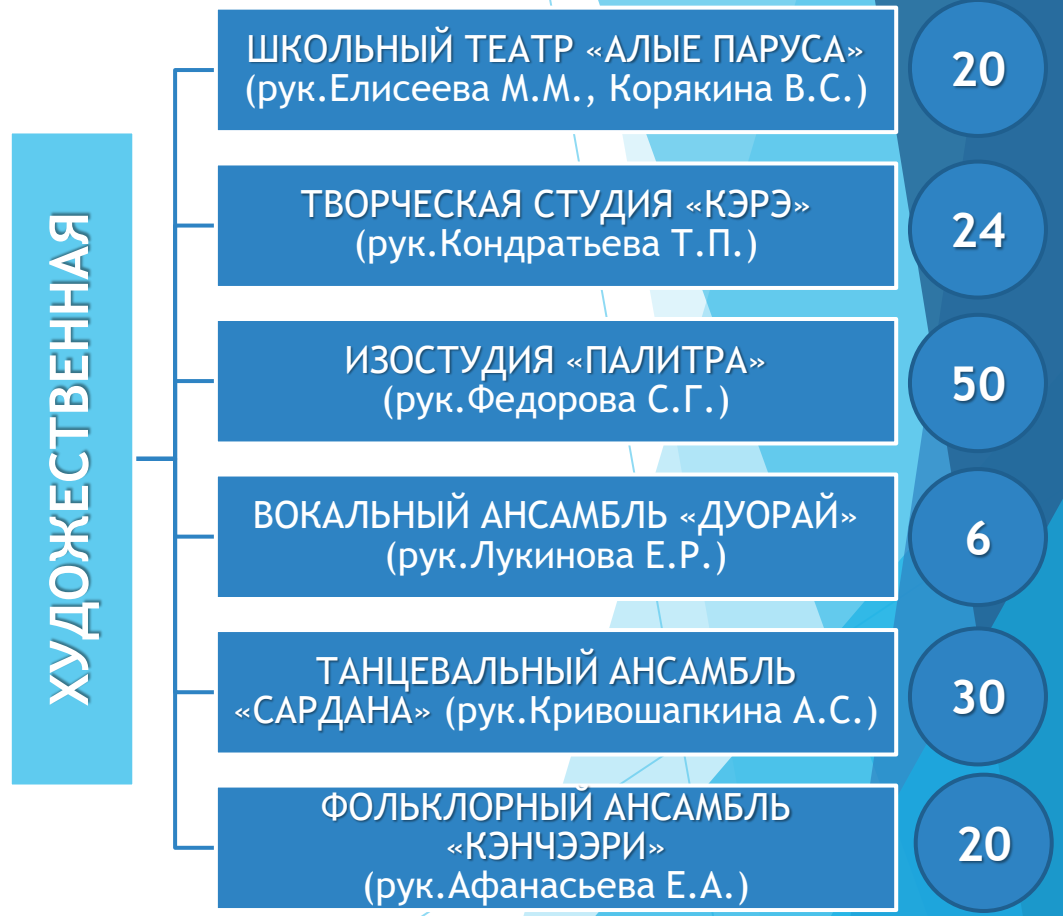 ХУДОЖЕСТВЕННАЯ
ШКОЛЬНЫЙ ТЕАТР «АЛЫЕ ПАРУСА»
(рук.Елисеева М.М., Корякина В.С.)
20
ТВОРЧЕСКАЯ СТУДИЯ «КЭРЭ»
(рук.Кондратьева Т.П.)
24
ИЗОСТУДИЯ «ПАЛИТРА»
(рук.Федорова С.Г.)
50
ВОКАЛЬНЫЙ АНСАМБЛЬ «ДУОРАЙ»
(рук.Лукинова Е.Р.)
6
ТАНЦЕВАЛЬНЫЙ АНСАМБЛЬ
«САРДАНА» (рук.Кривошапкина А.С.)
30
ФОЛЬКЛОРНЫЙ АНСАМБЛЬ
«КЭНЧЭЭРИ»
(рук.Афанасьева Е.А.)
20